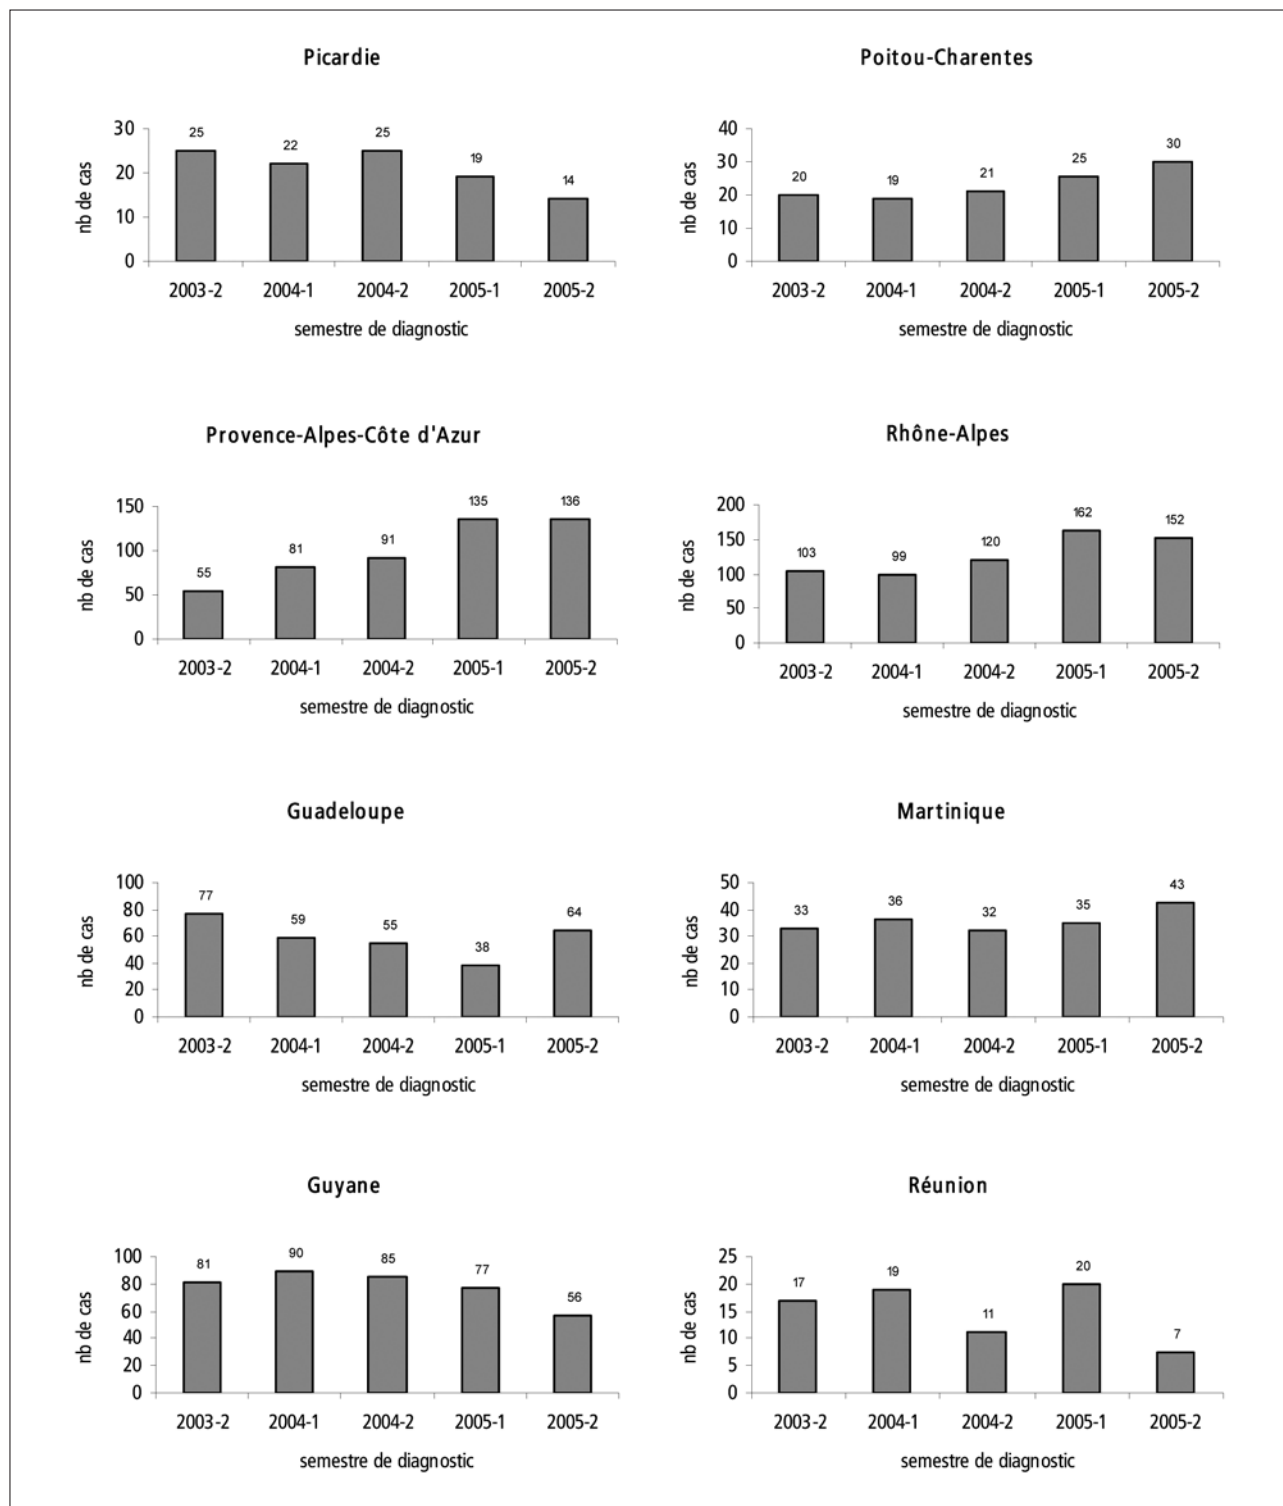 Picardie
nb de cas
30
20
10
0
25
22
25
19
14
2003-2 2004-1 2004-2 2005-1 2005-2
semestre de diagnostic
Poitou-Charentes
nb de cas
40
30
20
10
0
20
19
21
25
30
2003-2 2004-1 2004-2 2005-1 2005-2
semestre de diagnostic
Provence-Alpes-Côte d'Azur
nb de cas
150
100
50
0
55
81
91
135
136
2003-2 2004-1 2004-2 2005-1 2005-2
semestre de diagnostic
Rhône-Alpes
nb de cas
200
150
100
50
0
103
99
120
162
152
2003-2 2004-1 2004-2 2005-1 2005-2
semestre de diagnostic
Guadeloupe
nb de cas
100
80
60
40
20
0
77
59
55
38
64
2003-2 2004-1 2004-2 2005-1 2005-2
semestre de diagnostic
Martinique
nb de cas
50
40
30
20
10
0
33
36
32
35
43
2003-2 2004-1 2004-2 2005-1 2005-2
semestre de diagnostic
Guyane
nb de cas
100
80
60
40
20
0
81
90
85
77
56
2003-2 2004-1 2004-2 2005-1 2005-2
semestre de diagnostic
Réunion
nb de cas
25
20
15
10
5
0
17
19
11
20
7
2003-2 2004-1 2004-2 2005-1 2005-2
semestre de diagnostic